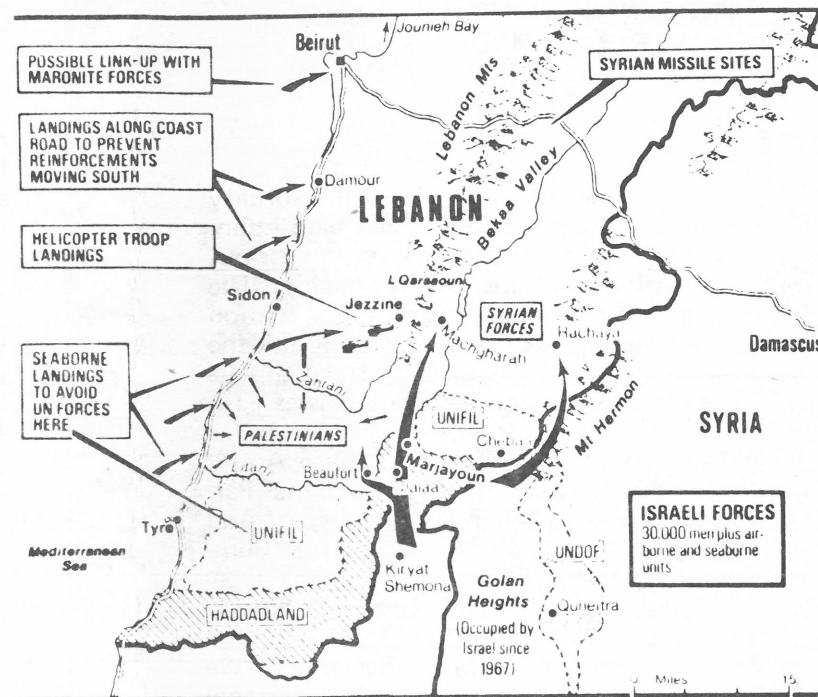 Jounieh Bay
Beirut
POSSIBLE LINK-UP WITH
MARONITE FORCES
SYRIAN MISSILE SITES
Lebanon Mts
LANDINGS ALONG COAST
ROAD TO PREVENT
REINFORCEMENTS
MOVING SOUTH
Damour
LEBANON
Bekaa Valley
HELICOPTER TROOP
LANDINGS
L Qaraoun
Sidon
Jezzine
SYRIAN
FORCES
Machgharah
Rachaya
Damascus
SEABORNE
LANDINGS
TO AVOID
UN FORCES
HERE
Zahrani
UNIFIL
Mt Hermon
SYRIA
PALESTINIANS
Litani
Beaufort
Marjayoun
ISRAELI FORCES
30,000 men plus air-
borne and seaborne
units
Tyr
UNIFIL
UNDOF
Mediterranean
Sea
Kiryat
Shemona
Golan
Heights
HADDADLAND
Quneitra
(Occupied by
Israel since
1967)
0 Miles 15